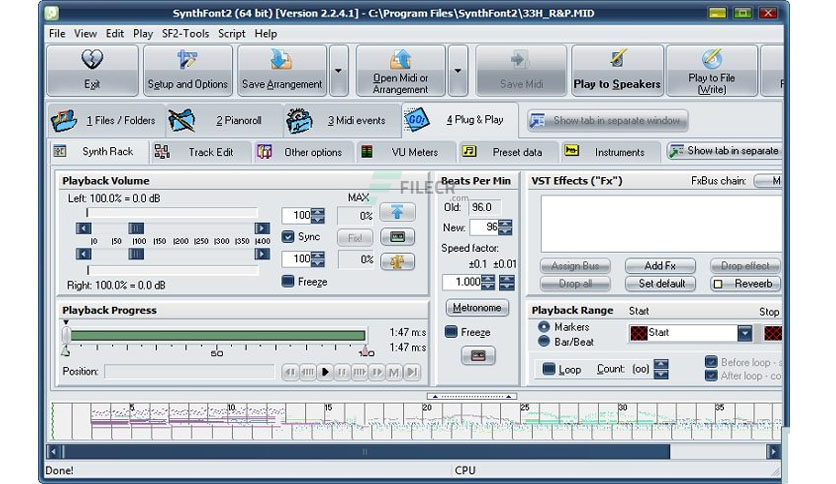 SynthFont2 (64 bit) [Version 2.2.4.1] - C:\Program Files\SynthFont2\33H_R&P.MID
File View Edit Play SF2-Tools Script Help
Exit
Setup and Options
Save Arrangement
Open Midi or
Arrangement
Save Midi
Play to Speakers
Play to File
(Write)
1 Files / Folders
2 Pianoroll
3 Midi events
GO!
4 Plug & Play
Show tab in separate window
Synth Rack
Track Edit
Other options
VU Meters
Preset data
Instruments
Show tab in separate
Playback Volume
Left: 100.0% = 0.0 dB
MAX
100
0%
Sync
Fix!
|0 |50 |100 |150 |200 |250 |300 |350 |400
100
0%
Right: 100.0% = 0.0 dB
Freeze
FILECR
.com
Beats Per Min
Old: 96.0
New: 96
Speed factor:
±0.1 ±0.01
1.000
Metronome
Freeze
VST Effects ("Fx")
FxBus chain: M
Assign Bus
Add Fx
Drop effect
Drop all
Set default
Reveerb
Playback Progress
1:47 m:s
1:47 m:s
0 50 100
Position:
M
Playback Range Start Stop
Markers
Bar/Beat
Start
Loop Count: (oo)
Before loop - s
After loop - co
5 10 15 20 25 30 35
Done!
CPU